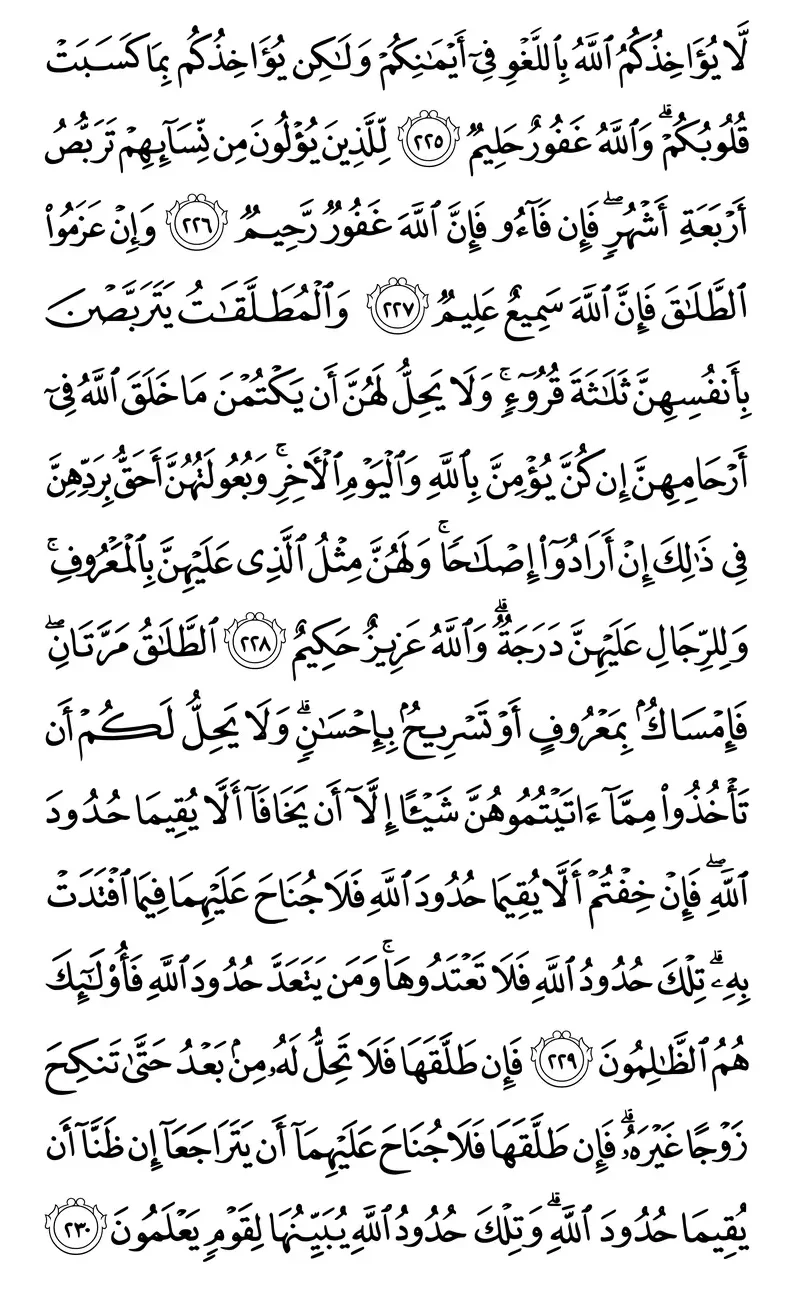 لَّا يُؤَاخِذُكُمُ ٱللَّهُ بِٱللَّغْوِ فِىٓ أَيْمَـٰنِكُمْ وَلَـٰكِن يُؤَاخِذُكُم بِمَا كَسَبَتْ
قُلُوبُكُمْ ۗ وَٱللَّهُ غَفُورٌ حَلِيمٌ ٢٢٥ لِّلَّذِينَ يُؤْلُونَ مِن نِّسَآئِهِمْ تَرَبُّصُ
أَرْبَعَةِ أَشْهُرٍ ۖ فَإِن فَآءُو فَإِنَّ ٱللَّهَ غَفُورٌ رَّحِيمٌ ٢٢٦ وَإِنْ عَزَمُوا۟
ٱلطَّلَـٰقَ فَإِنَّ ٱللَّهَ سَمِيعٌ عَلِيمٌ ٢٢٧ وَٱلْمُطَلَّقَـٰتُ يَتَرَبَّصْنَ
بِأَنفُسِهِنَّ ثَلَـٰثَةَ قُرُوٓءٍ ۚ وَلَا يَحِلُّ لَهُنَّ أَن يَكْتُمْنَ مَا خَلَقَ ٱللَّهُ فِىٓ
أَرْحَامِهِنَّ إِن كُنَّ يُؤْمِنَّ بِٱللَّهِ وَٱلْيَوْمِ ٱلْـَٔاخِرِ ۚ وَبُعُولَتُهُنَّ أَحَقُّ بِرَدِّهِنَّ
فِى ذَٰلِكَ إِنْ أَرَادُوٓا۟ إِصْلَـٰحًا ۚ وَلَهُنَّ مِثْلُ ٱلَّذِى عَلَيْهِنَّ بِٱلْمَعْرُوفِ ۚ
وَلِلرِّجَالِ عَلَيْهِنَّ دَرَجَةٌ ۗ وَٱللَّهُ عَزِيزٌ حَكِيمٌ ٢٢٨ ٱلطَّلَـٰقُ مَرَّتَانِ ۖ
فَإِمْسَاكٌۢ بِمَعْرُوفٍ أَوْ تَسْرِيحٌۢ بِإِحْسَـٰنٍ ۗ وَلَا يَحِلُّ لَكُمْ أَن
تَأْخُذُوا۟ مِمَّآ ءَاتَيْتُمُوهُنَّ شَيْـًٔا إِلَّآ أَن يَخَافَآ أَلَّا يُقِيمَا حُدُودَ
ٱللَّهِ ۖ فَإِنْ خِفْتُمْ أَلَّا يُقِيمَا حُدُودَ ٱللَّهِ فَلَا جُنَاحَ عَلَيْهِمَا فِيمَا ٱفْتَدَتْ
بِهِۦ ۗ تِلْكَ حُدُودُ ٱللَّهِ فَلَا تَعْتَدُوهَا ۚ وَمَن يَتَعَدَّ حُدُودَ ٱللَّهِ فَأُو۟لَـٰٓئِكَ
هُمُ ٱلظَّـٰلِمُونَ ٢٢٩ فَإِن طَلَّقَهَا فَلَا تَحِلُّ لَهُۥ مِنۢ بَعْدُ حَتَّىٰ تَنكِحَ
زَوْجًا غَيْرَهُۥ ۗ فَإِن طَلَّقَهَا فَلَا جُنَاحَ عَلَيْهِمَآ أَن يَتَرَاجَعَآ إِن ظَنَّآ أَن
يُقِيمَا حُدُودَ ٱللَّهِ ۗ وَتِلْكَ حُدُودُ ٱللَّهِ يُبَيِّنُهَا لِقَوْمٍ يَعْلَمُونَ ٢٣٠